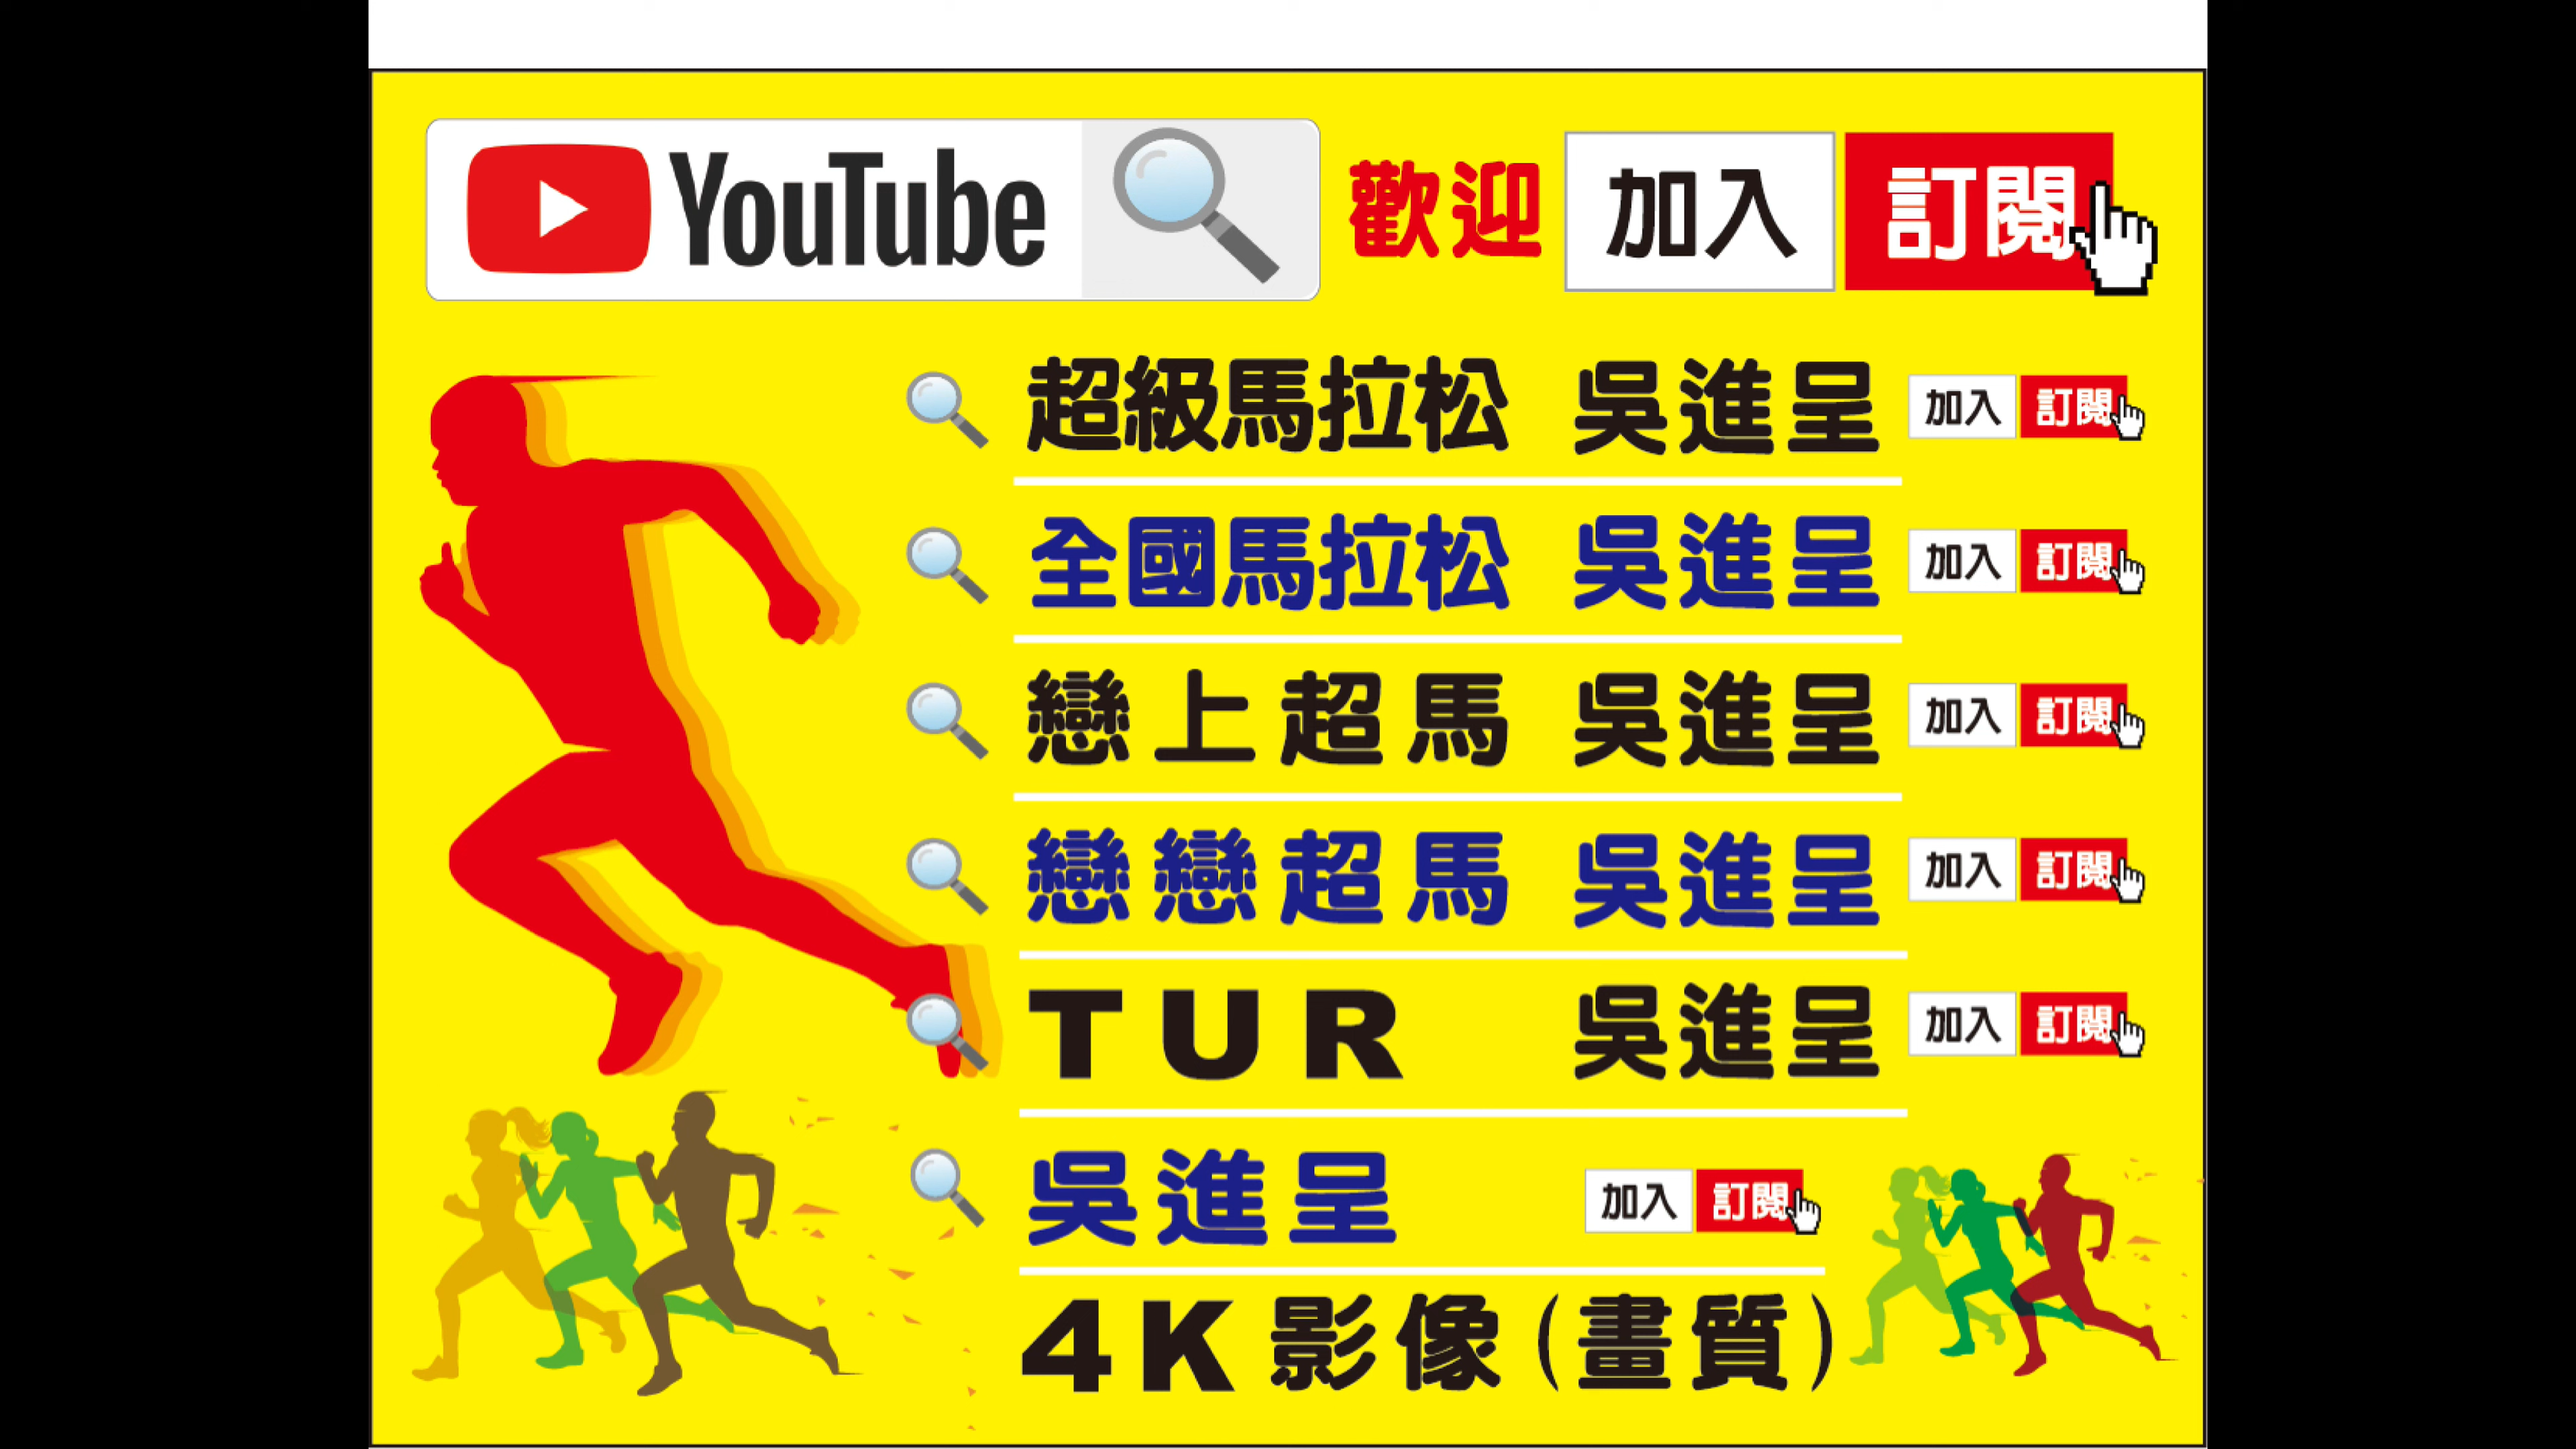 YouTube 歡迎 加入 訂閱
超級馬拉松 吳進呈 加入 訂閱
全國馬拉松 吳進呈 加入 訂閱
戀上超馬 吳進呈 加入 訂閱
戀戀超馬 吳進呈 加入 訂閱
TUR 吳進呈 加入 訂閱
吳進呈 加入 訂閱
4K影像(畫質)